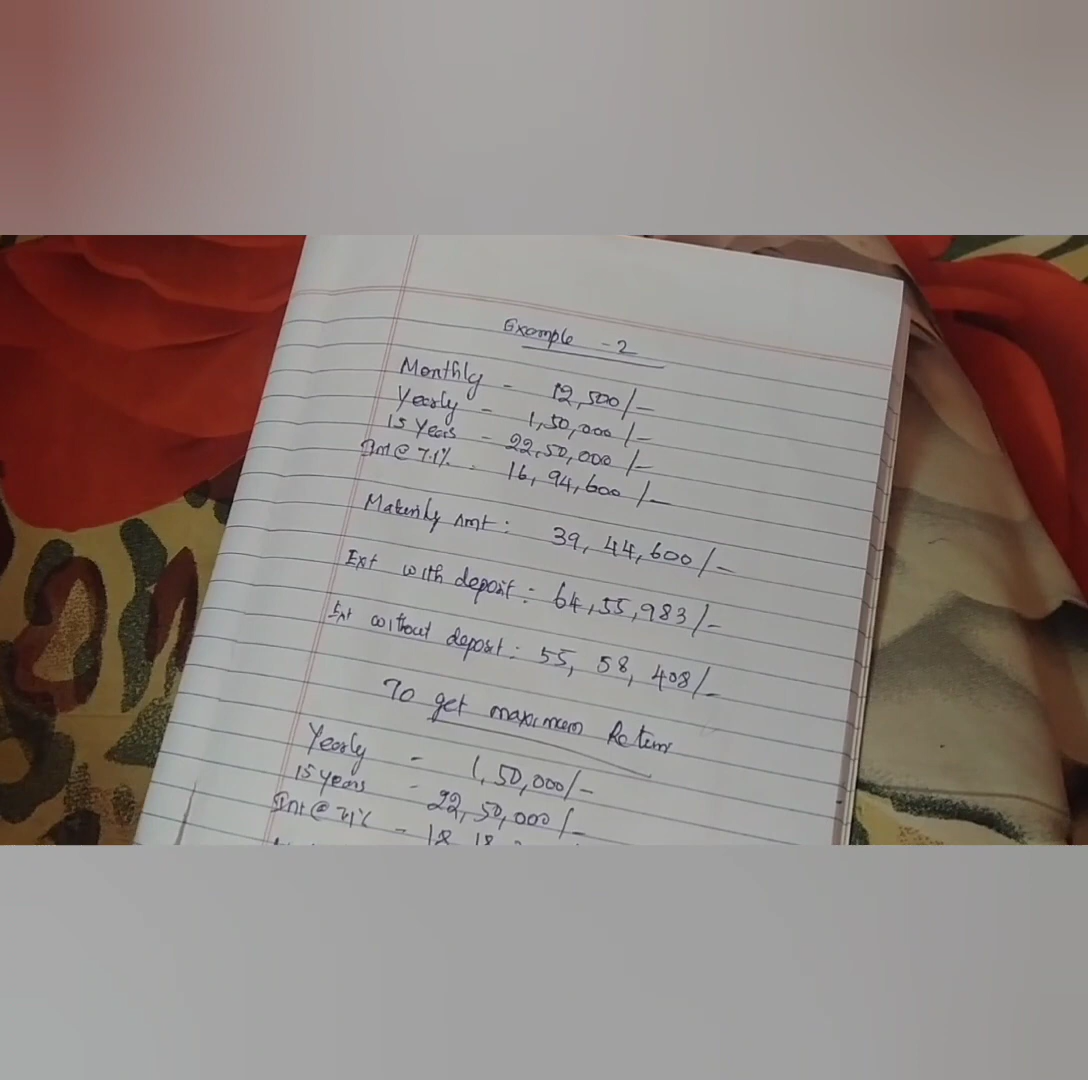 Example - 2
Monthly - 12,500/-
Yearly - 1,50,000/-
15 Years - 22,50,000/-
Int @ 7.1% - 16,94,600/-
Maturity Amt : 39,44,600/-
Ext with deposit : 64,55,983/-
Ext without deposit : 55,58,408/-
To get maximum Return
Yearly - 1,50,000/-
15 years - 22,50,000/-
Int @ 7.1% - 18 18